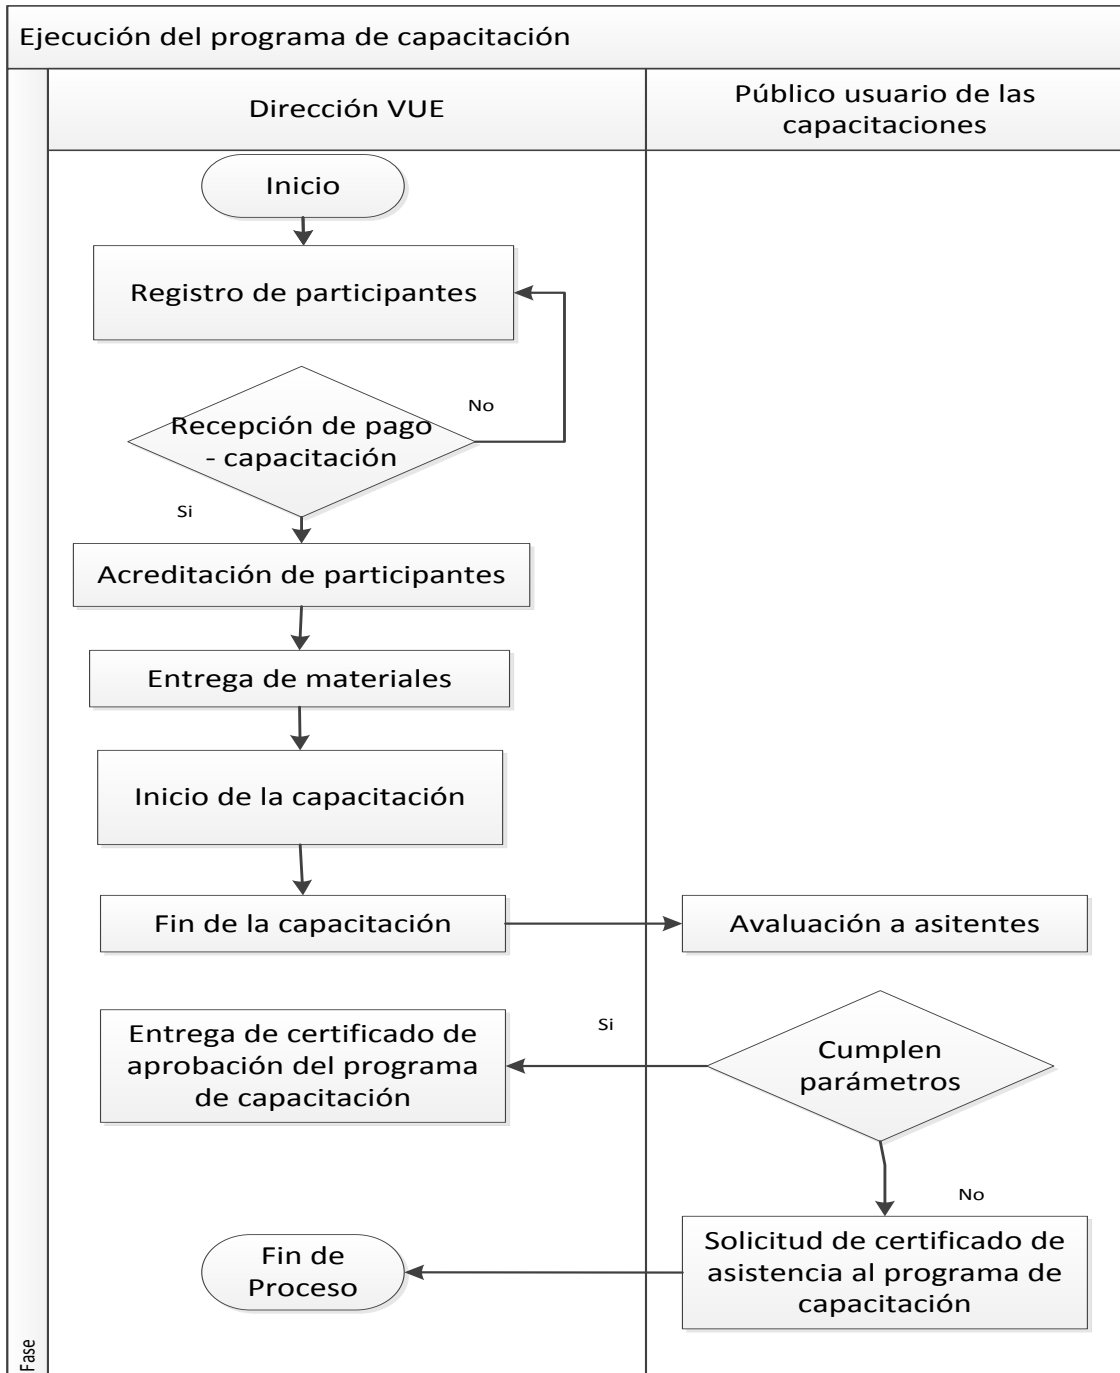 Ejecución del programa de capacitación
Dirección VUE
Público usuario de las
capacitaciones
Inicio
Registro de participantes
No
Recepción de pago
- capacitación
Si
Acreditación de participantes
Entrega de materiales
Inicio de la capacitación
Fin de la capacitación
Avaluación a asitentes
Entrega de certificado de
aprobación del programa
de capacitación
Si
Cumplen
parámetros
No
Solicitud de certificado de
asistencia al programa de
capacitación
Fin de
Proceso
Fase